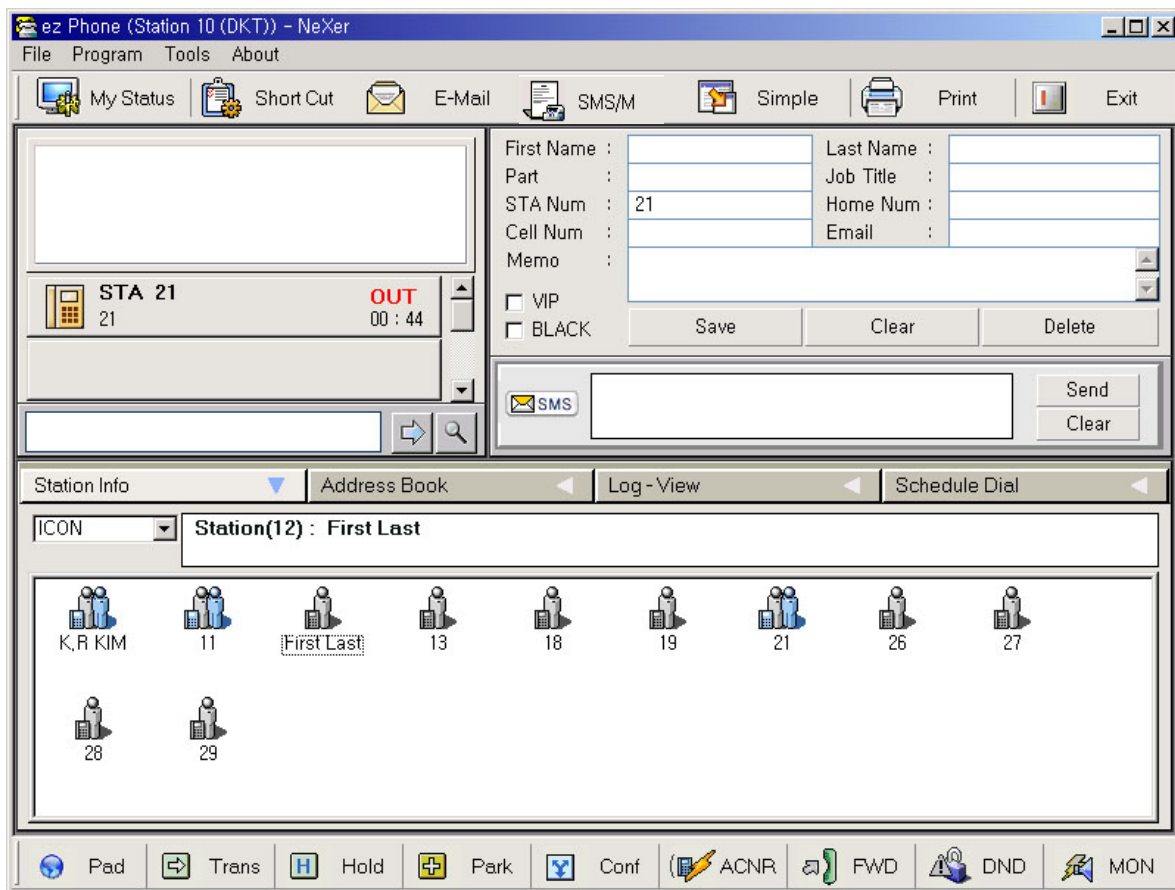 ez Phone (Station 10 (DKT)) - NeXer
File Program Tools About
My Status Short Cut E-Mail SMS/M Simple Print Exit
First Name : Last Name :
Part : Job Title :
STA Num : 21 Home Num :
Cell Num : Email :
Memo :
STA 21 OUT
21 00 : 44
VIP
BLACK Save Clear Delete
SMS Send
Clear
Station Info Address Book Log-View Schedule Dial
ICON Station(12) : First Last
K,R KIM 11 First Last 13 18 19 21 26 27
28 29
Pad Trans H Hold Park Conf ACNR FWD DND MON